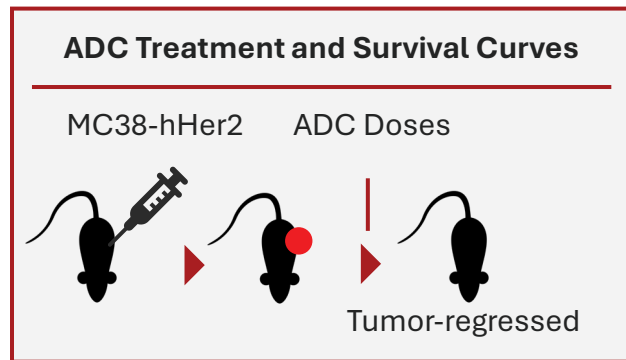 ADC Treatment and Survival Curves
MC38-hHer2 ADC Doses
Tumor-regressed